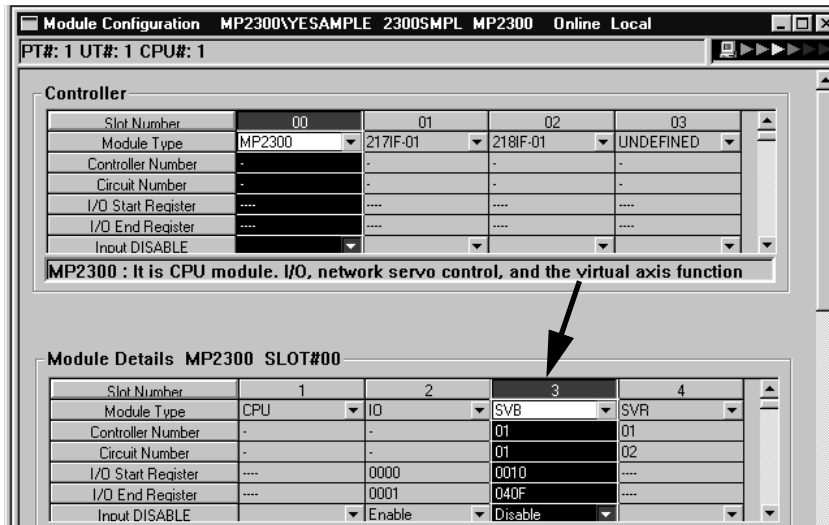 Module Configuration MP2300\YESAMPLE 2300SMPL MP2300 Online Local
PT#: 1 UT#: 1 CPU#: 1
Controller
Slot Number 00 01 02 03
Module Type MP2300 217IF-01 218IF-01 UNDEFINED
Controller Number - - - -
Circuit Number - - - -
I/O Start Register ---- ---- ---- ----
I/O End Register ---- ---- ---- ----
Input DISABLE
MP2300 : It is CPU module. I/O, network servo control, and the virtual axis function
Module Details MP2300 SLOT#00
Slot Number 1 2 3 4
Module Type CPU IO SVB SVR
Controller Number - - 01 01
Circuit Number - - 01 02
I/O Start Register ---- 0000 0010 ----
I/O End Register ---- 0001 040F ----
Input DISABLE Enable Disable